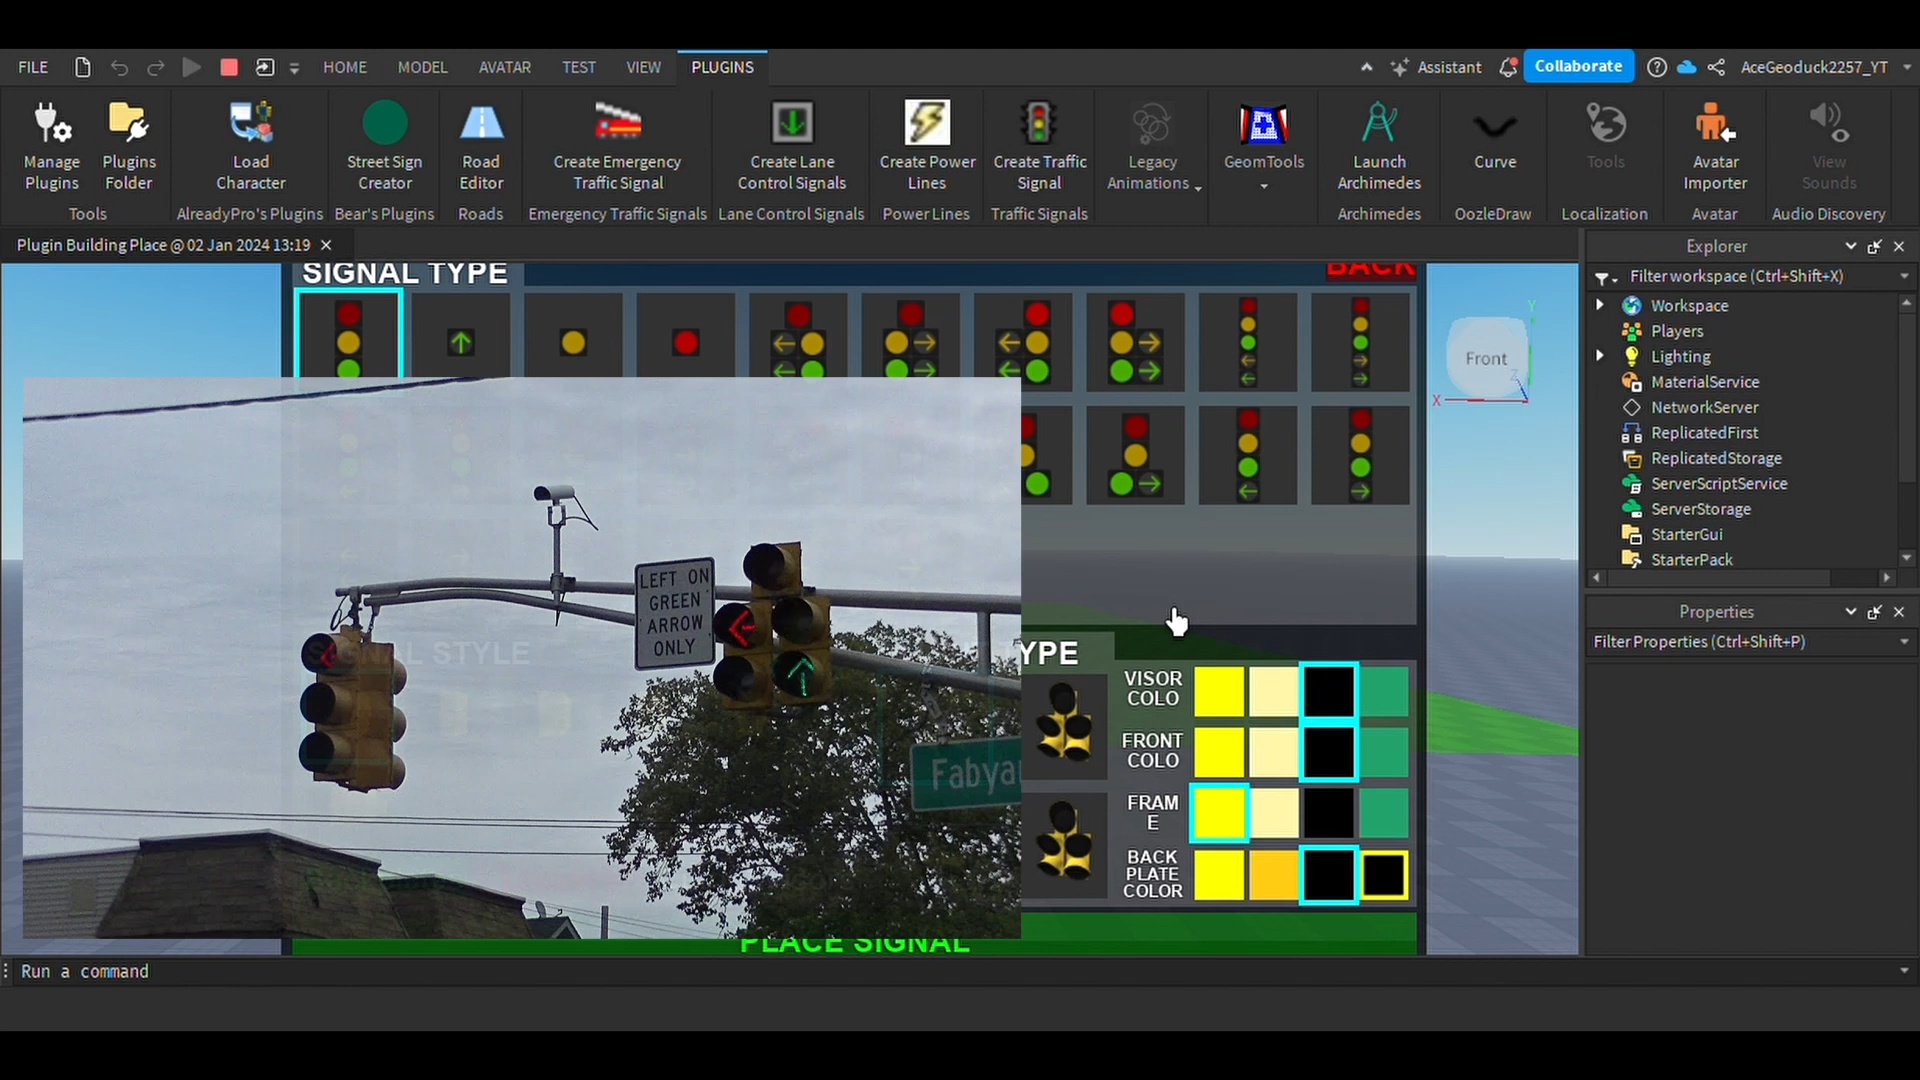 FILE HOME MODEL AVATAR TEST VIEW PLUGINS Assistant Collaborate AceGeoduck2257_YT
Manage Plugins
Plugins Folder
Load Character
Street Sign Creator
Road Editor
Create Emergency Traffic Signal
Create Lane Control Signals
Create Power Lines
Create Traffic Signal
Legacy Animations
GeomTools
Launch Archimedes
Curve
Tools
Avatar Importer
View Sounds
Tools AlreadyPro's Plugins Bear's Plugins Roads Emergency Traffic Signals Lane Control Signals Power Lines Traffic Signals Archimedes OozleDraw Localization Avatar Audio Discovery
Plugin Building Place @ 02 Jan 2024 13:19
SIGNAL TYPE
BACK
Front
X
Y
Z
LEFT ON
GREEN
ARROW
ONLY
Fabya
SIGNAL STYLE
YPE
VISOR
COLO
FRONT
COLO
FRAM
E
BACK
PLATE
COLOR
PLACE SIGNAL
Explorer
Filter workspace (Ctrl+Shift+X)
Workspace
Players
Lighting
MaterialService
NetworkServer
ReplicatedFirst
ReplicatedStorage
ServerScriptService
ServerStorage
StarterGui
StarterPack
Properties
Filter Properties (Ctrl+Shift+P)
Run a command